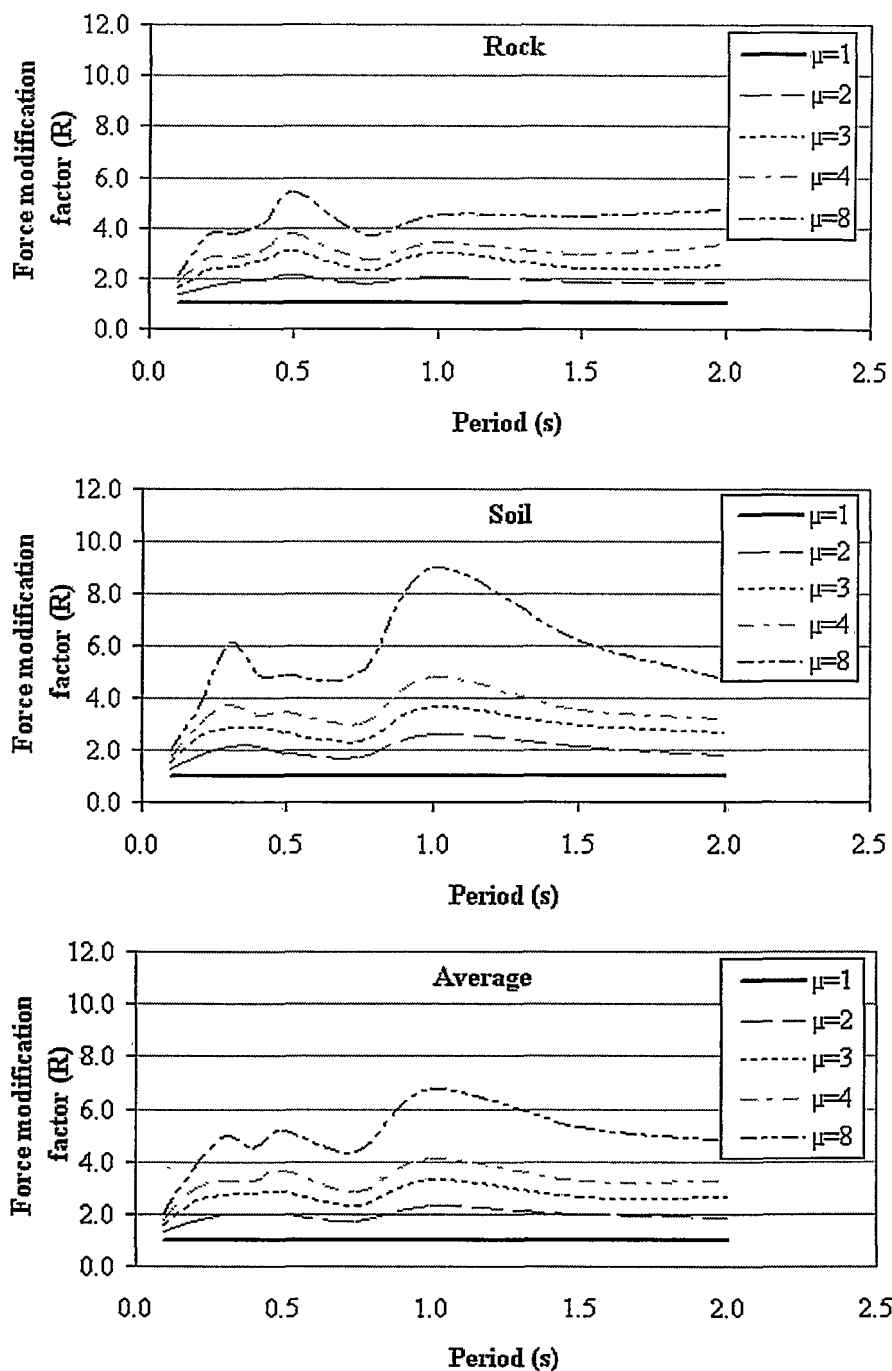 Rock
Force modification
factor (R)
12.0
10.0
8.0
6.0
4.0
2.0
0.0
0.0 0.5 1.0 1.5 2.0 2.5
Period (s)
μ=1
μ=2
μ=3
μ=4
μ=8
Soil
Force modification
factor (R)
12.0
10.0
8.0
6.0
4.0
2.0
0.0
0.0 0.5 1.0 1.5 2.0 2.5
Period (s)
μ=1
μ=2
μ=3
μ=4
μ=8
Average
Force modification
factor (R)
12.0
10.0
8.0
6.0
4.0
2.0
0.0
0.0 0.5 1.0 1.5 2.0 2.5
Period (s)
μ=1
μ=2
μ=3
μ=4
μ=8